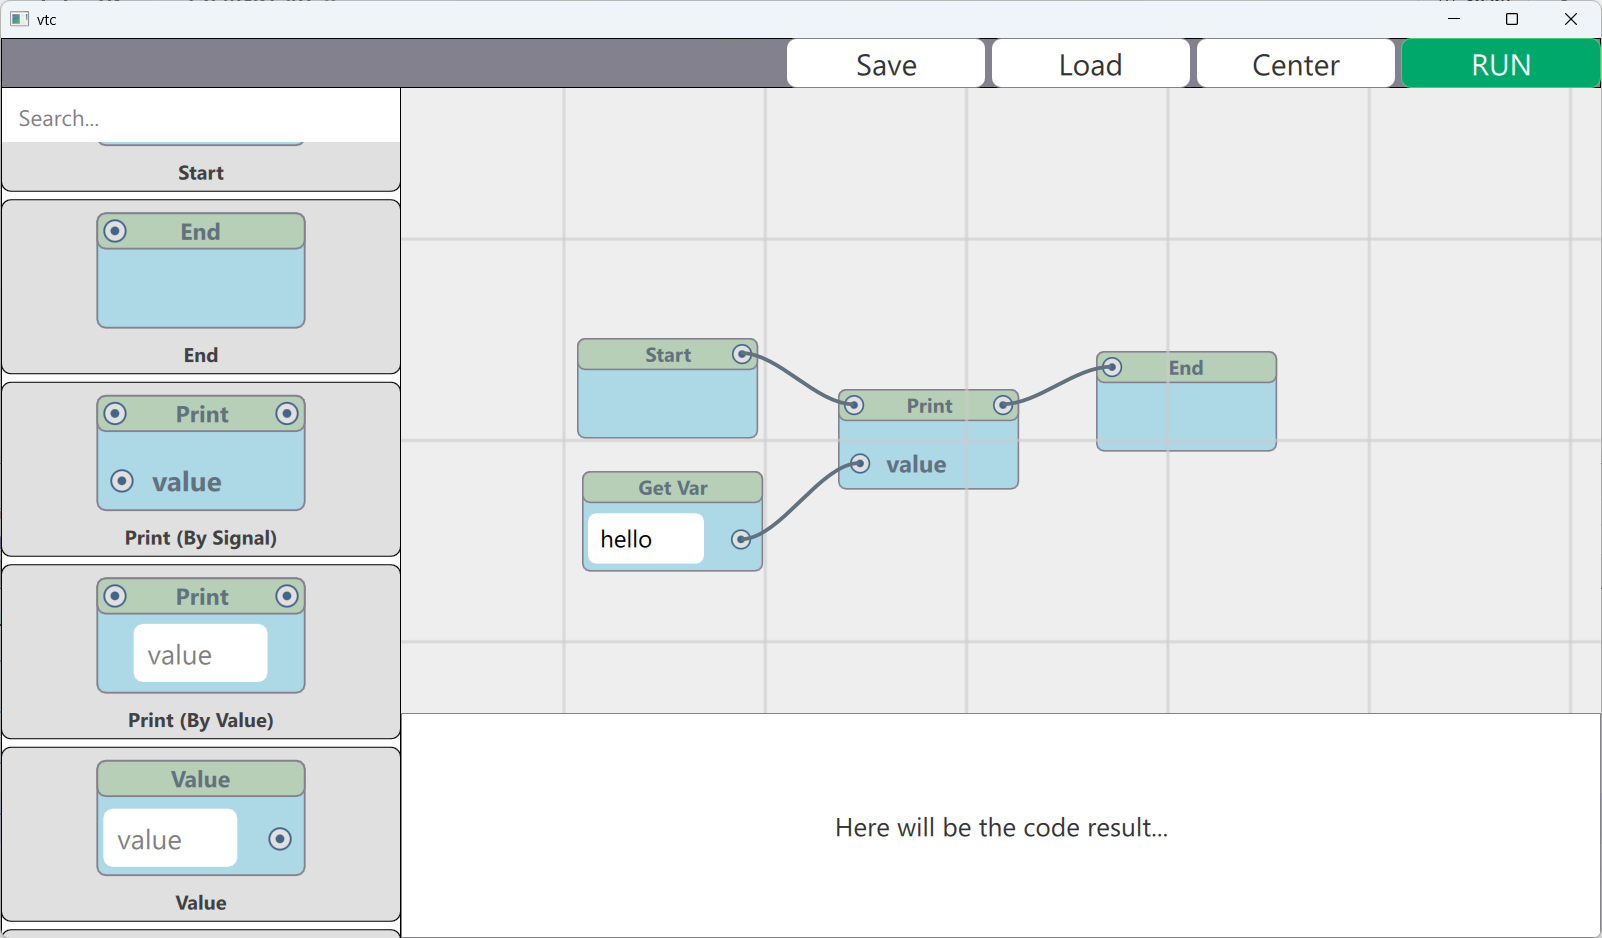 vtc
Save
Load
Center
RUN
Search...
Start
End
End
Print
value
Print (By Signal)
Print
value
Print (By Value)
Value
value
Value
Start
Print
value
End
Get Var
hello
Here will be the code result...